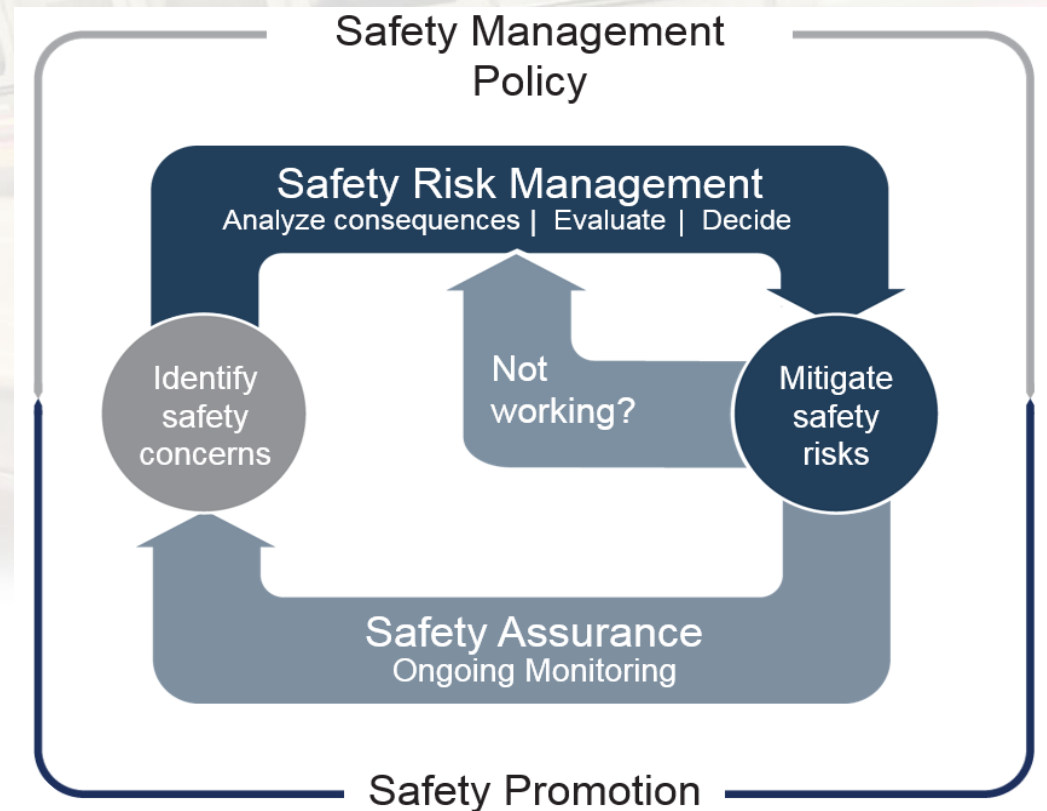 Safety Management
Policy
Safety Risk Management
Analyze consequences | Evaluate | Decide
Identify
safety
concerns
Not
working?
Mitigate
safety
risks
Safety Assurance
Ongoing Monitoring
Safety Promotion